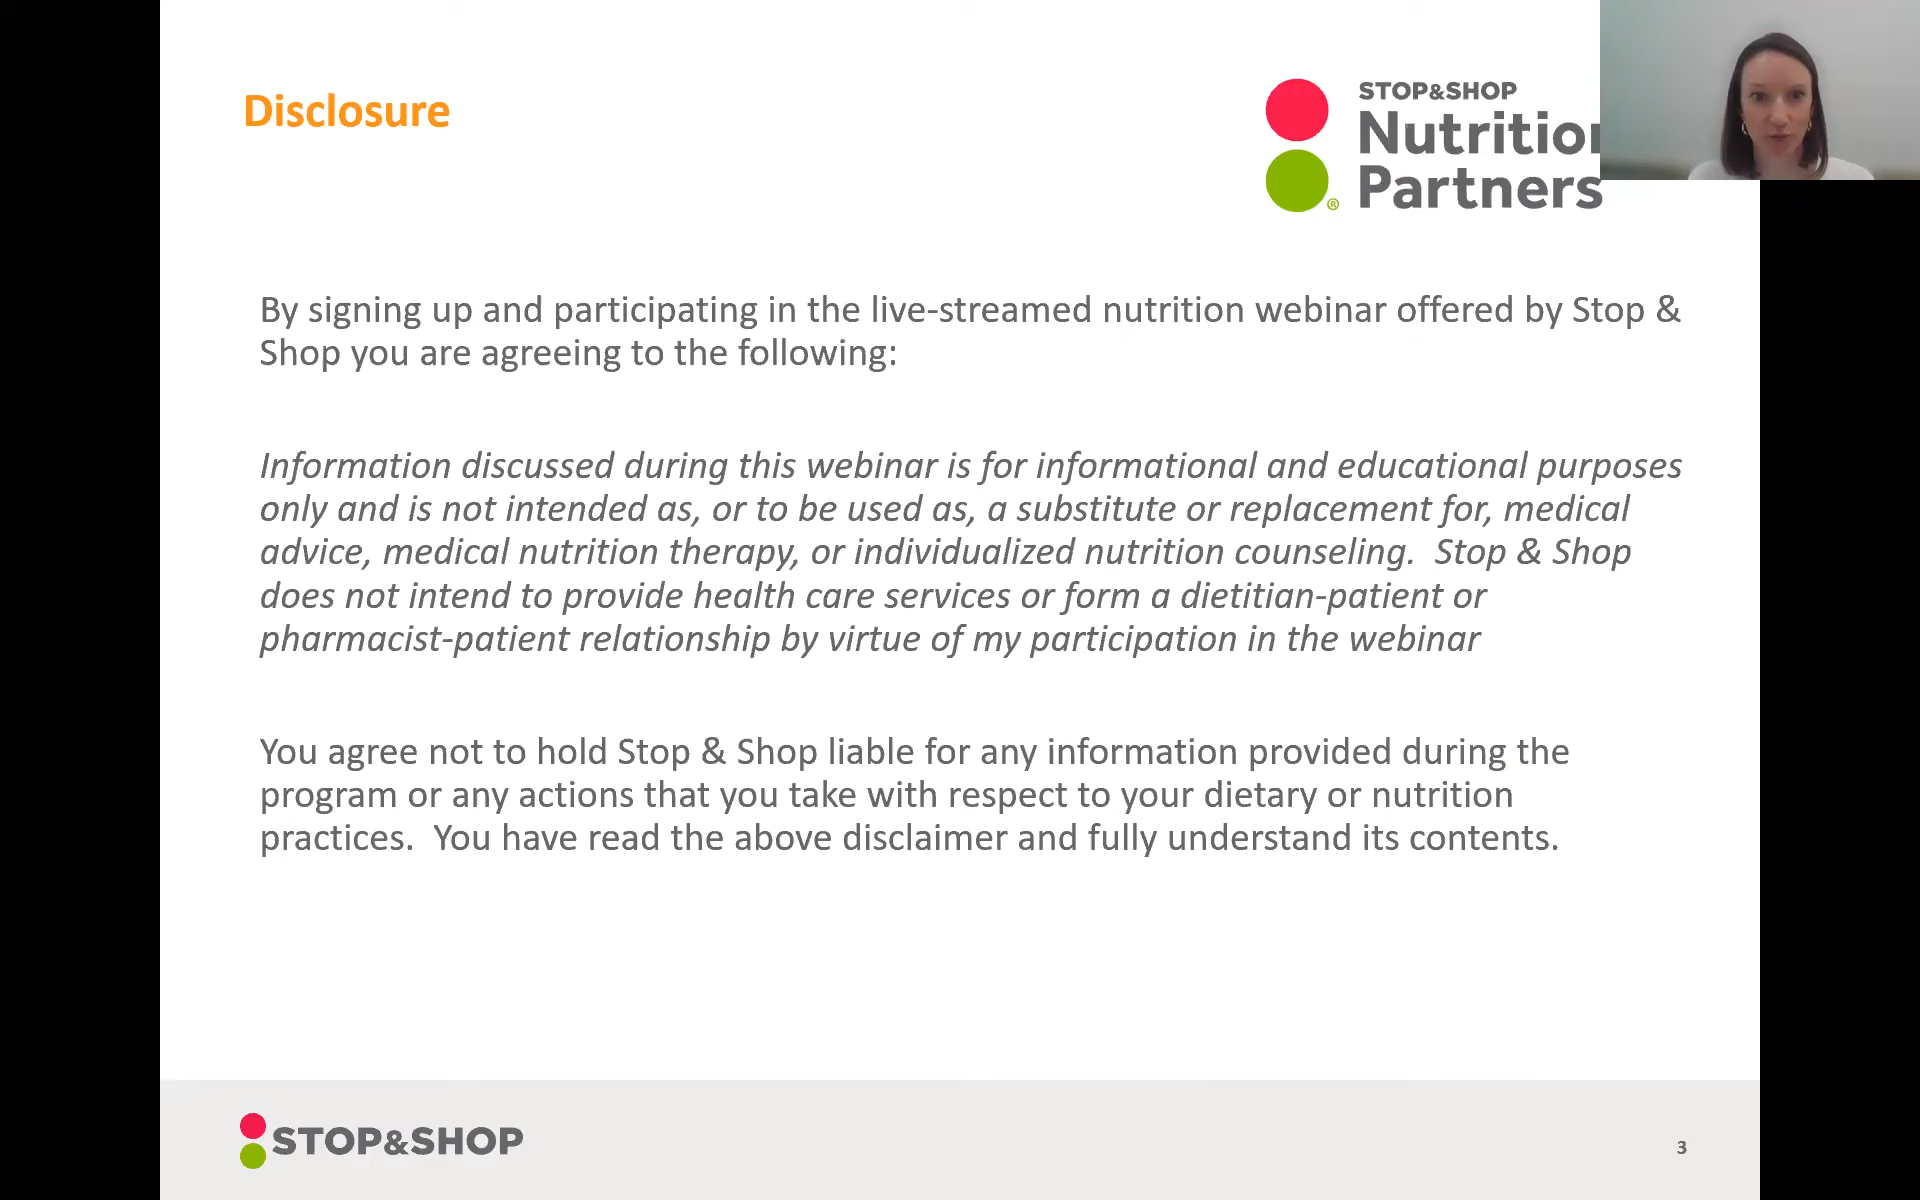 Disclosure
STOP&SHOP
Nutrition
Partners
®
By signing up and participating in the live-streamed nutrition webinar offered by Stop &
Shop you are agreeing to the following:
Information discussed during this webinar is for informational and educational purposes
only and is not intended as, or to be used as, a substitute or replacement for, medical
advice, medical nutrition therapy, or individualized nutrition counseling.  Stop & Shop
does not intend to provide health care services or form a dietitian-patient or
pharmacist-patient relationship by virtue of my participation in the webinar
You agree not to hold Stop & Shop liable for any information provided during the
program or any actions that you take with respect to your dietary or nutrition
practices.  You have read the above disclaimer and fully understand its contents.
STOP&SHOP
3